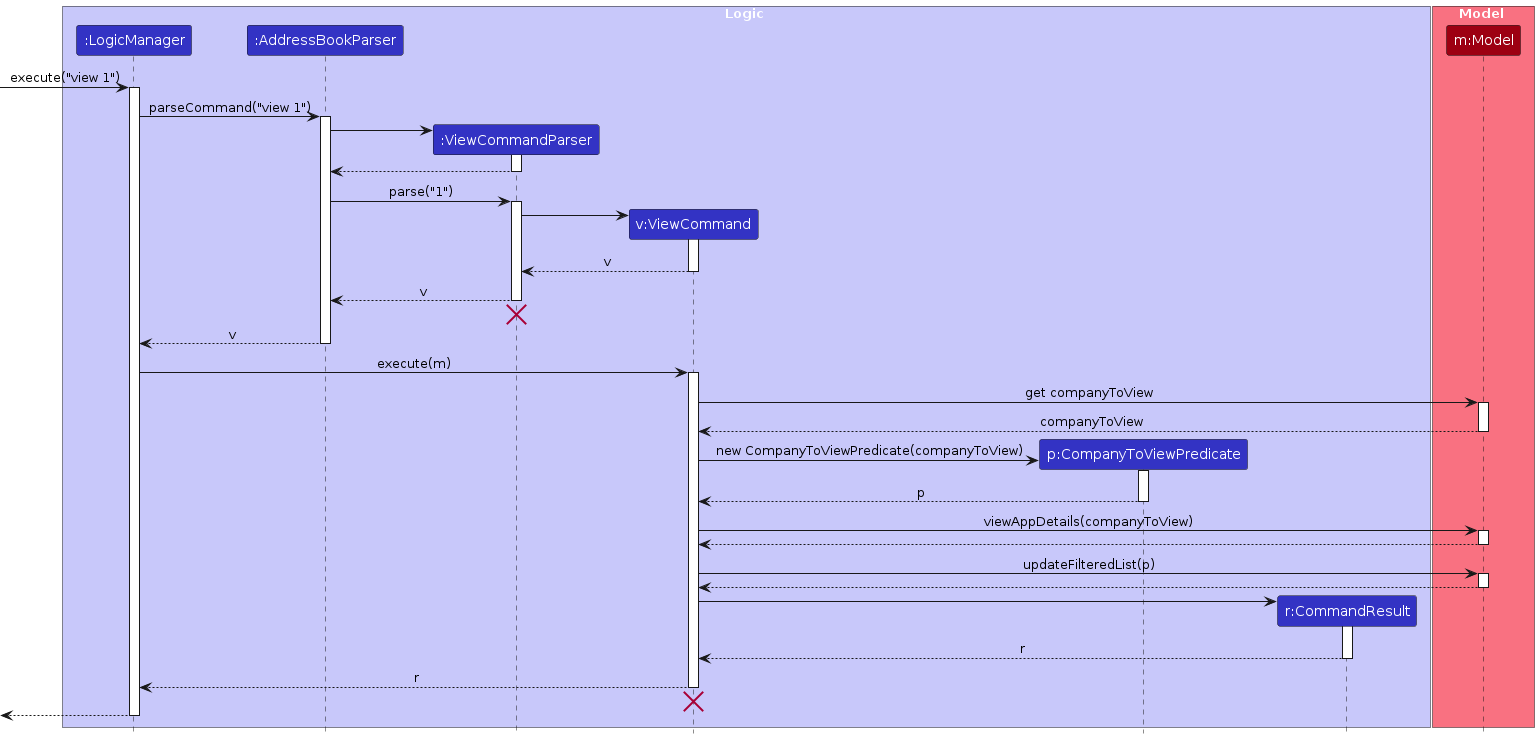 Logic
Model
:LogicManager
:AddressBookParser
m:Model
execute("view 1")
parseCommand("view 1")
:ViewCommandParser
parse("1")
v:ViewCommand
v
v
v
execute(m)
get companyToView
companyToView
new CompanyToViewPredicate(companyToView)
p:CompanyToViewPredicate
p
viewAppDetails(companyToView)
updateFilteredList(p)
r:CommandResult
r
r